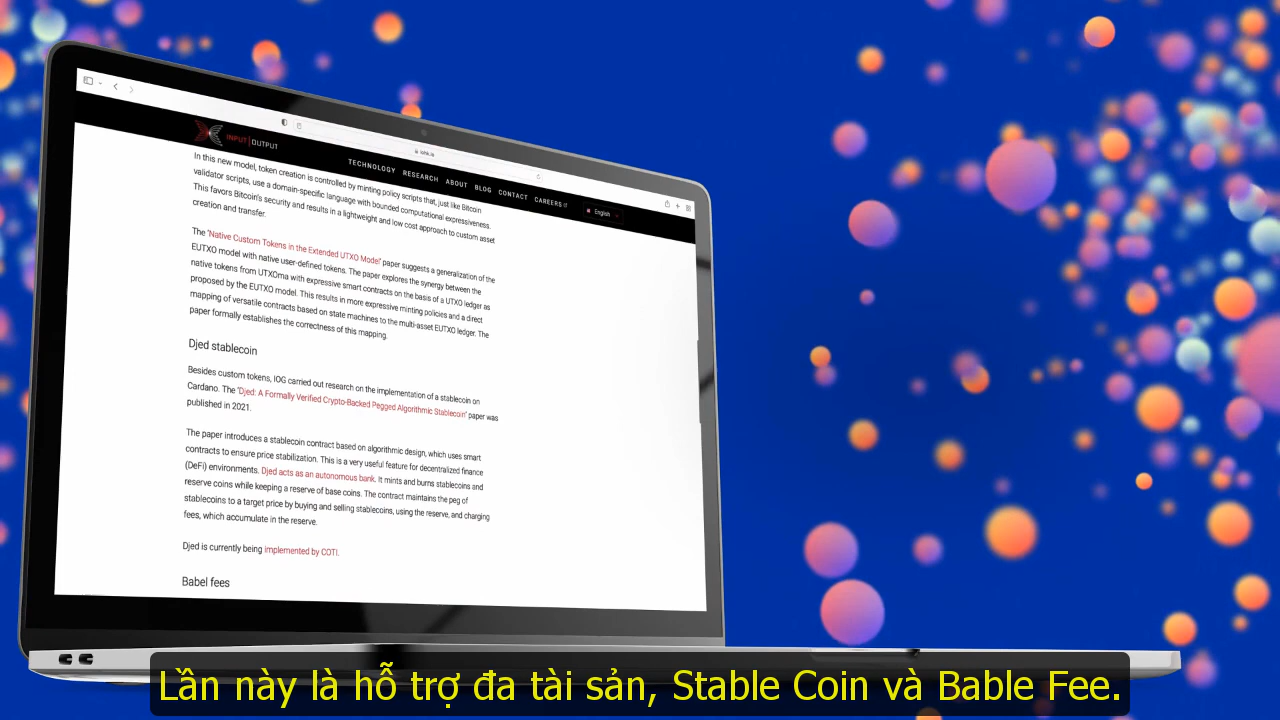 iohk.io
INPUT|OUTPUT
TECHNOLOGY RESEARCH ABOUT BLOG CONTACT CAREERS
English
In this new model, token creation is controlled by minting policy scripts that, just like Bitcoin
validator scripts, use a domain-specific language with bounded computational expressiveness.
This favors Bitcoin's security and results in a lightweight and low cost approach to custom asset
creation and transfer.
The 'Native Custom Tokens in the Extended UTXO Model' paper suggests a generalization of the
EUTXO model with native user-defined tokens. The paper explores the synergy between the
native tokens from UTXOma with expressive smart contracts on the basis of a UTXO ledger as
proposed by the EUTXO model. This results in more expressive minting policies and a direct
mapping of versatile contracts based on state machines to the multi-asset EUTXO ledger. The
paper formally establishes the correctness of this mapping.
Djed stablecoin
Besides custom tokens, IOG carried out research on the implementation of a stablecoin on
Cardano. The 'Djed: A Formally Verified Crypto-Backed Pegged Algorithmic Stablecoin' paper was
published in 2021.
The paper introduces a stablecoin contract based on algorithmic design, which uses smart
contracts to ensure price stabilization. This is a very useful feature for decentralized finance
(DeFi) environments. Djed acts as an autonomous bank. It mints and burns stablecoins and
reserve coins while keeping a reserve of base coins. The contract maintains the peg of
stablecoins to a target price by buying and selling stablecoins, using the reserve, and charging
fees, which accumulate in the reserve.
Djed is currently being implemented by COTI.
Babel fees
Lần này là hỗ trợ đa tài sản, Stable Coin và Bable Fee.